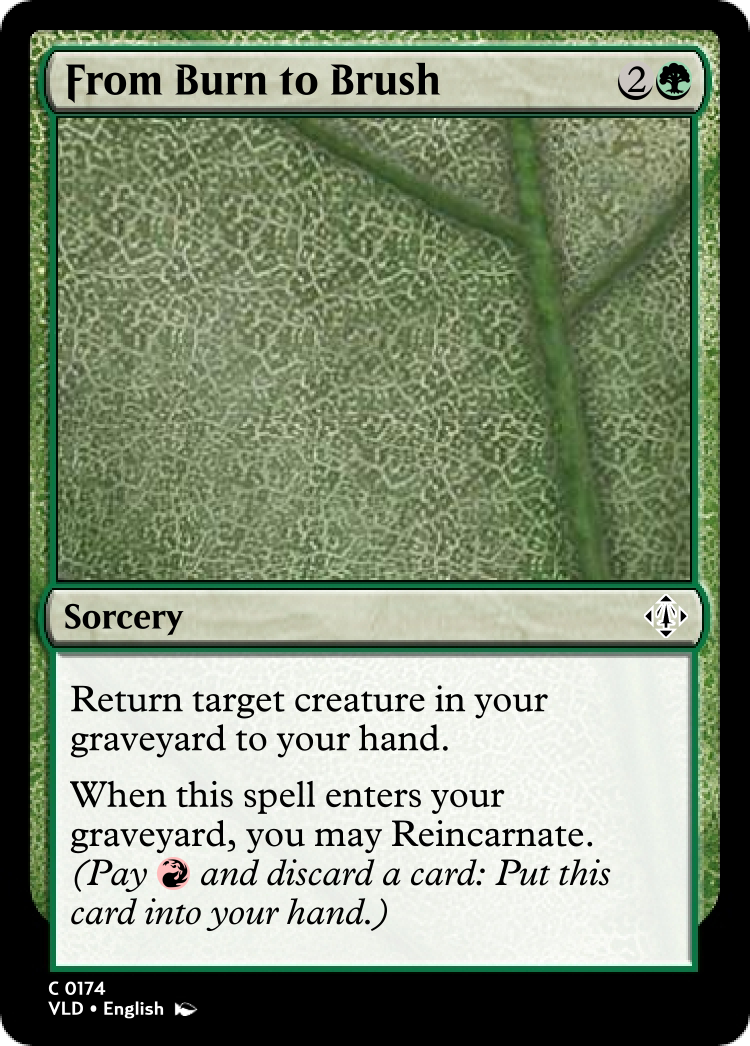 From Burn to Brush 2
Sorcery
Return target creature in your
graveyard to your hand.
When this spell enters your
graveyard, you may Reincarnate.
(Pay and discard a card: Put this
card into your hand.)
C 0174
VLD • English